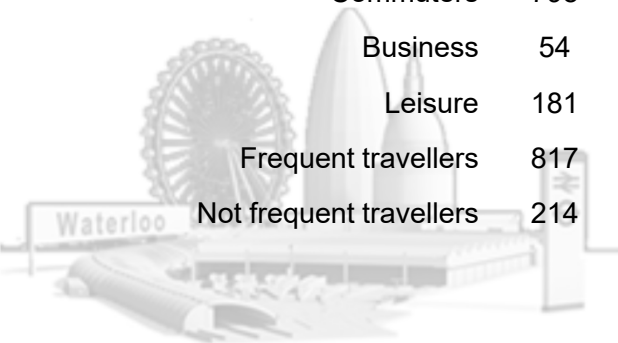 Business 54
Leisure 181
Frequent travellers 817
Waterloo
Not frequent travellers 214